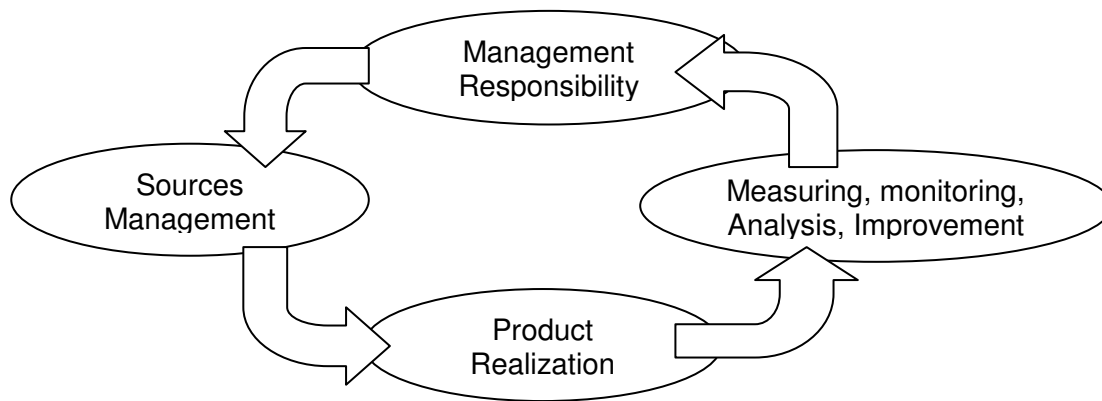 Management
Responsibility
Sources
Management
Measuring, monitoring,
Analysis, Improvement
Product
Realization